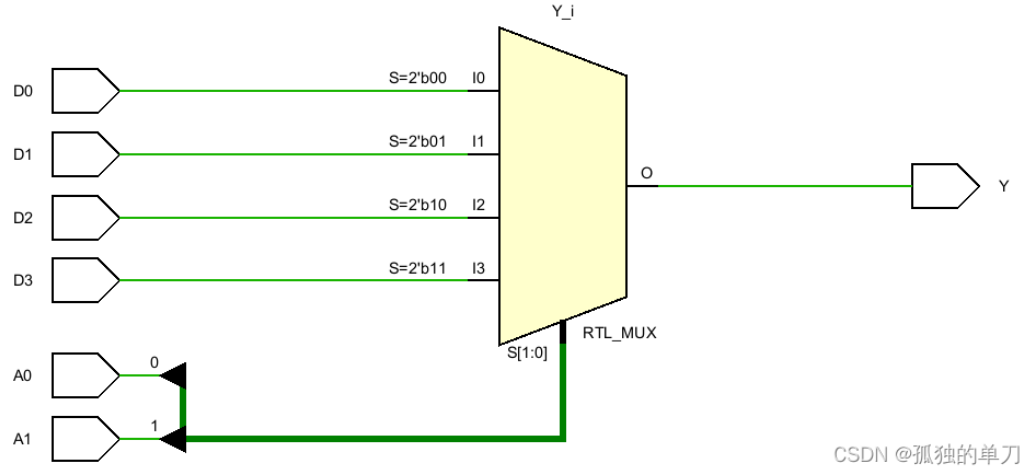 Y_i
D0 S=2'b00 I0
D1 S=2'b01 I1
O
Y
D2 S=2'b10 I2
D3 S=2'b11 I3
RTL_MUX
S[1:0]
A0 0
A1 1
CSDN @孤独的单刀